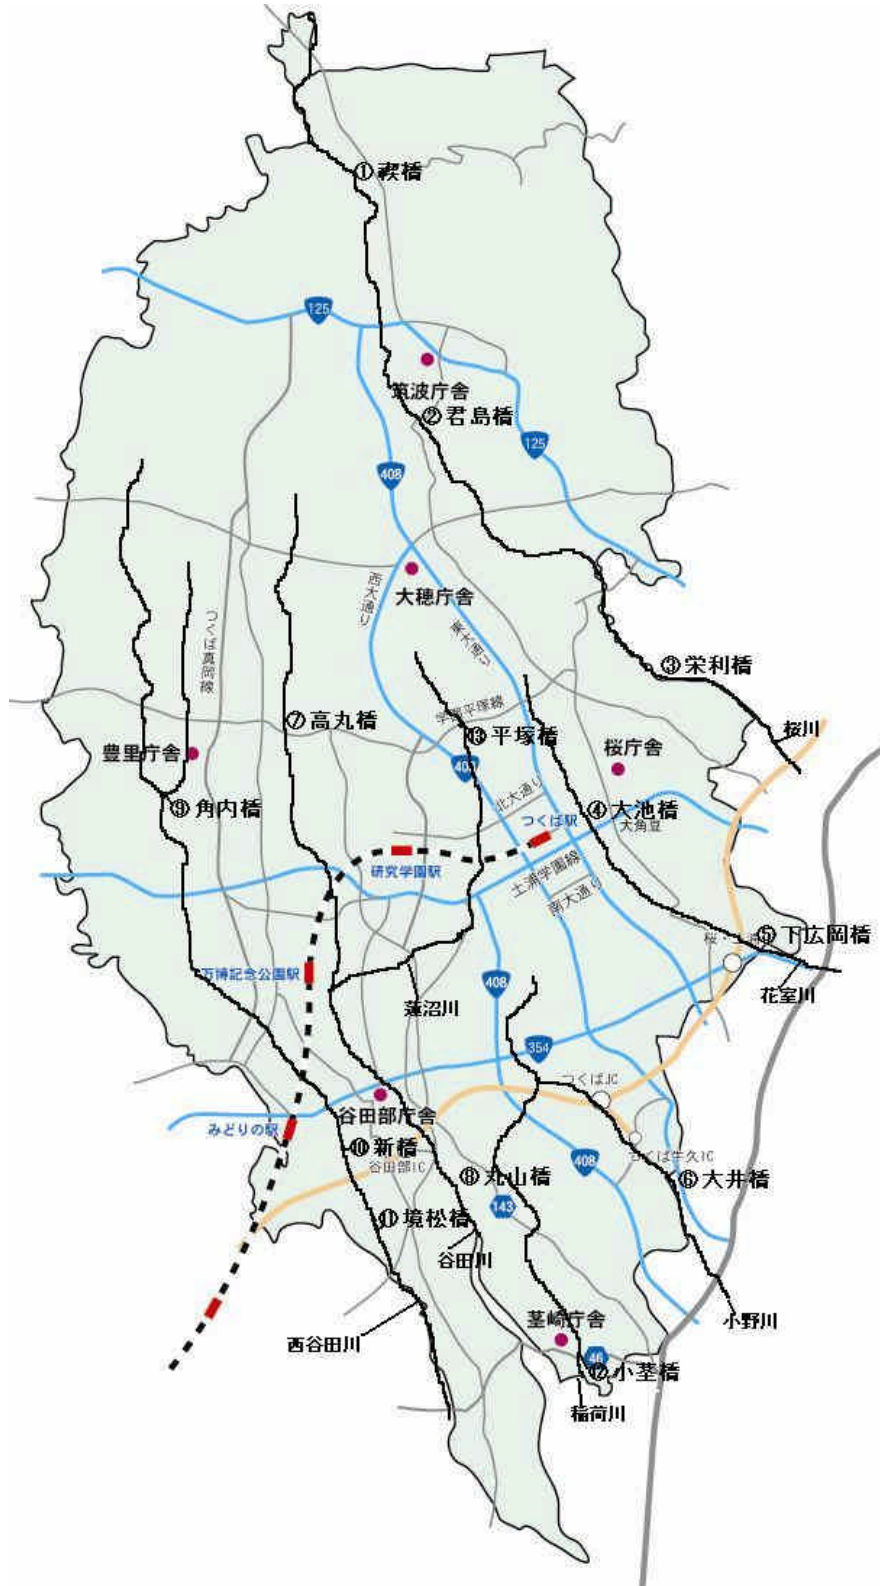 ①禊橋
125
筑波庁舎
②君島橋
125
408
大穂庁舎
西大通り
東大通り
つくば真岡線
③栄利橋
桜川
学園平塚線
⑦高丸橋
⑬平塚橋
豊里庁舎
桜庁舎
408
北大通り
⑨角内橋
④大池橋
つくば駅
大角豆
研究学園駅
土浦学園線
南大通り
⑤下広岡橋
万博記念公園駅
408
花室川
蓮沼川
354
つくばJC
谷田部庁舎
みどりの駅
⑩新橋
谷田部IC
つくば牛久IC
408
⑧丸山橋
⑥大井橋
143
⑪境松橋
谷田川
小野川
茎崎庁舎
西谷田川
46
⑫小茎橋
稲荷川